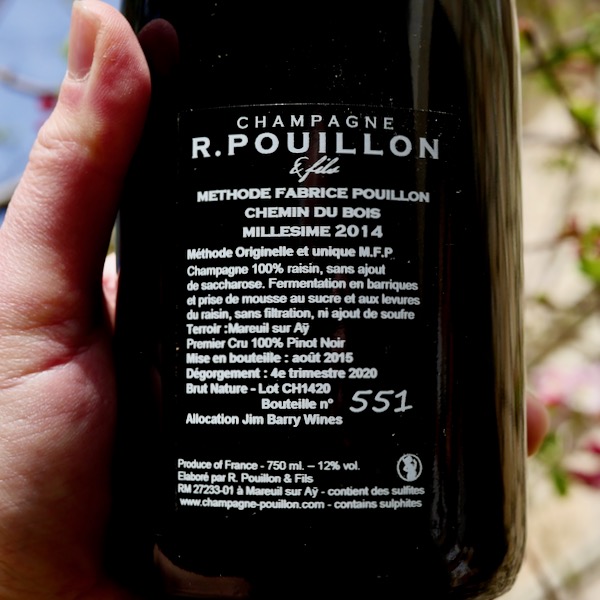 CHAMPAGNE
R. POUILLON
& fils
METHODE FABRICE POUILLON
CHEMIN DU BOIS
MILLESIME 2014
Méthode Originelle et unique M.F.P
Champagne 100% raisin, sans ajout
de saccharose. Fermentation en barriques
et prise de mousse au sucre et aux levures
du raisin, sans filtration, ni ajout de soufre
Terroir :Mareuil sur Aÿ
Premier Cru 100% Pinot Noir
Mise en bouteille : août 2015
Dégorgement : 4e trimestre 2020
Brut Nature - Lot CH1420
Bouteille n° 551
Allocation Jim Barry Wines
Produce of France - 750 ml. – 12% vol.
Elaboré par R. Pouillon & Fils
RM 27233-01 à Mareuil sur Aÿ - contient des sulfites
www.champagne-pouillon.com - contains sulphites